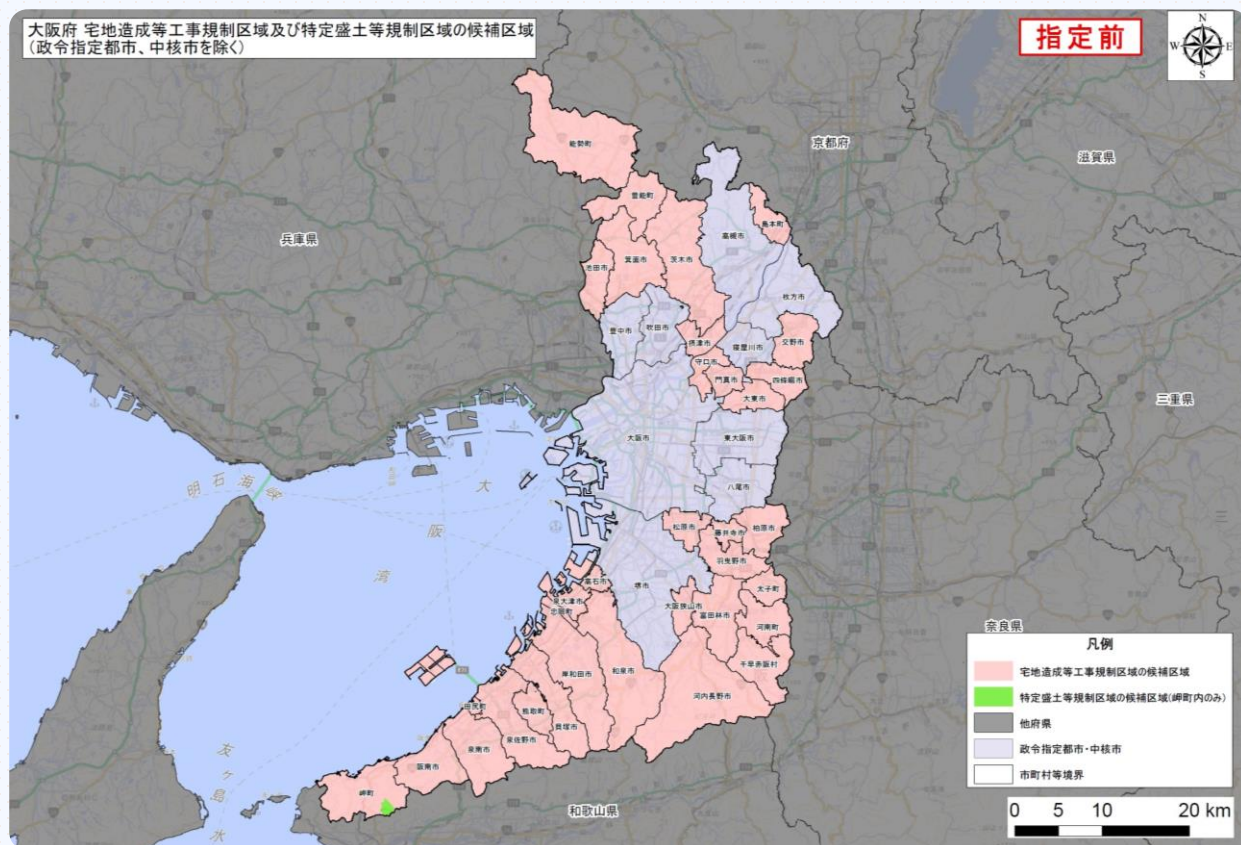 大阪府 宅地造成等工事規制区域及び特定盛土等規制区域の候補区域
(政令指定都市、中核市を除く)
指定前
N
W
E
S
能勢町
京都府
滋賀県
豊能町
島本町
高槻市
兵庫県
池田市
箕面市
茨木市
枚方市
豊中市
吹田市
摂津市
寝屋川市
交野市
守口市
門真市
四條畷市
大東市
三重県
大阪市
東大阪市
八尾市
明石海峡
大阪湾
松原市
藤井寺市
柏原市
羽曳野市
高石市
堺市
太子町
泉大津市
忠岡町
大阪狭山市
富田林市
河南町
奈良県
千早赤阪村
岸和田市
和泉市
河内長野市
田尻町
熊取町
貝塚市
泉佐野市
泉南市
阪南市
岬町
友ヶ島水
和歌山県
三
凡例
宅地造成等工事規制区域の候補区域
特定盛土等規制区域の候補区域(岬町内のみ)
他府県
政令指定都市・中核市
市町村等境界
0 5 10 20 km